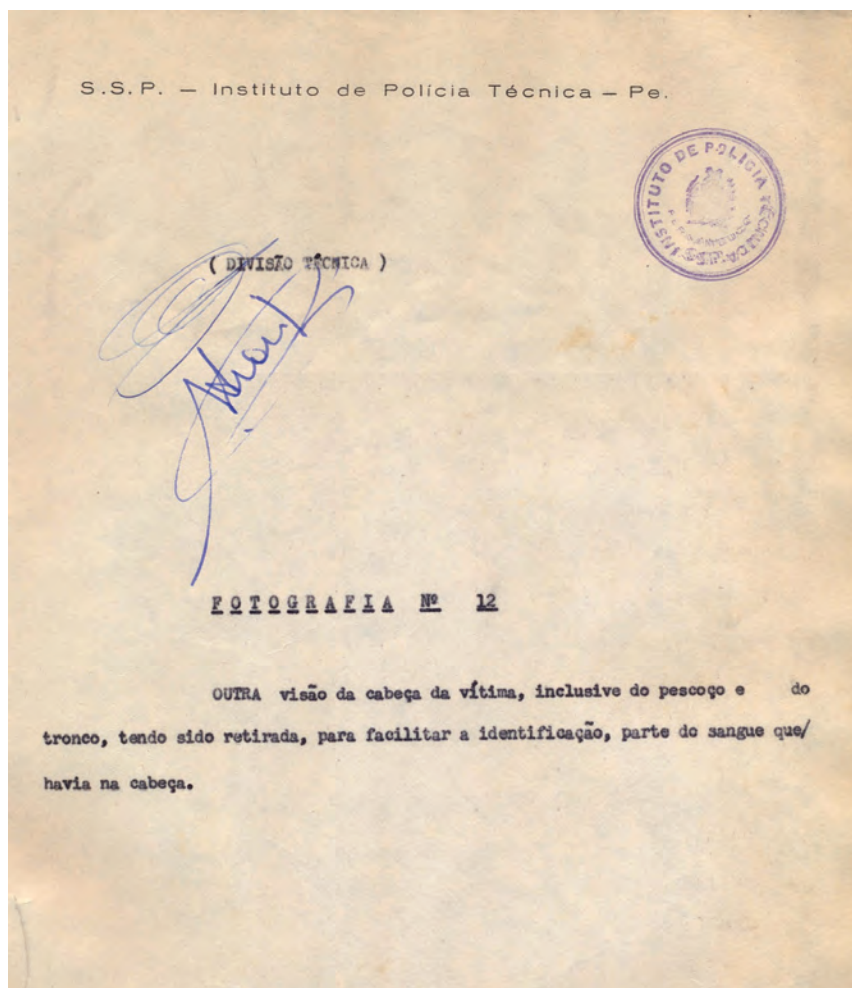 S.S.P. — Instituto de Polícia Técnica — Pe.
INSTITUTO DE POLICIA TÉCNICA
( DIVISÃO TÉCNICA )
FOTOGRAFIA Nº 12
OUTRA visão da cabeça da vítima, inclusive do pescoço e do
tronco, tendo sido retirada, para facilitar a identificação, parte do sangue que/
havia na cabeça.